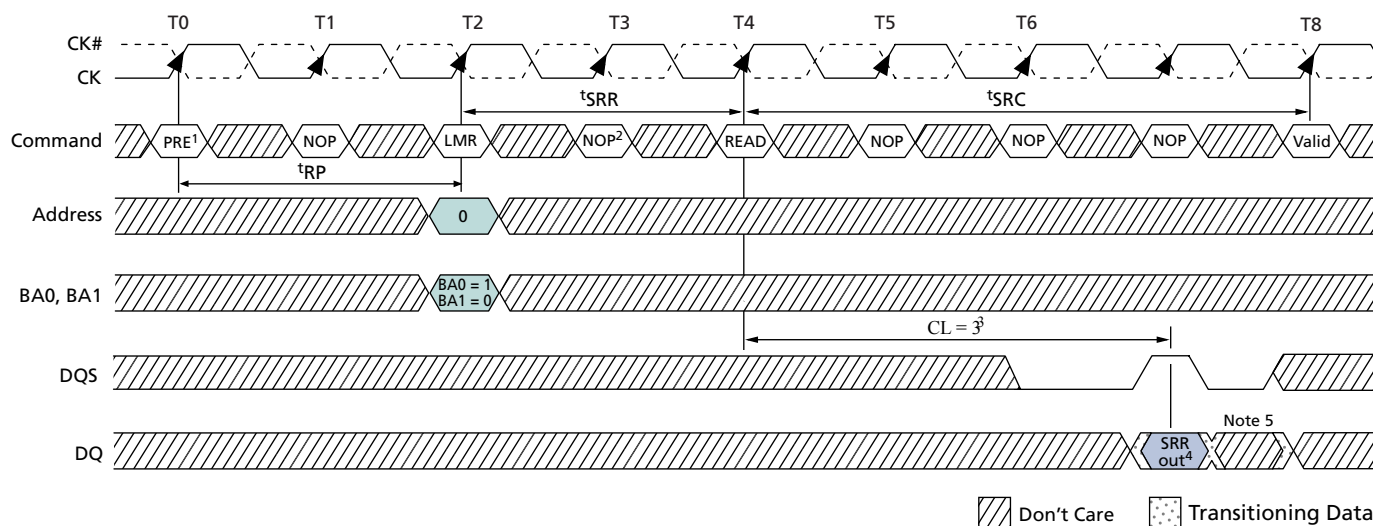 T0 T1 T2 T3 T4 T5 T6 T8
CK#
CK
tSRR tSRC
Command PRE1 NOP LMR NOP2 READ NOP NOP NOP Valid
tRP
Address 0
BA0, BA1 BA0 = 1
BA1 = 0
CL = 33
DQS
Note 5
DQ SRR
out4
Don't Care Transitioning Data